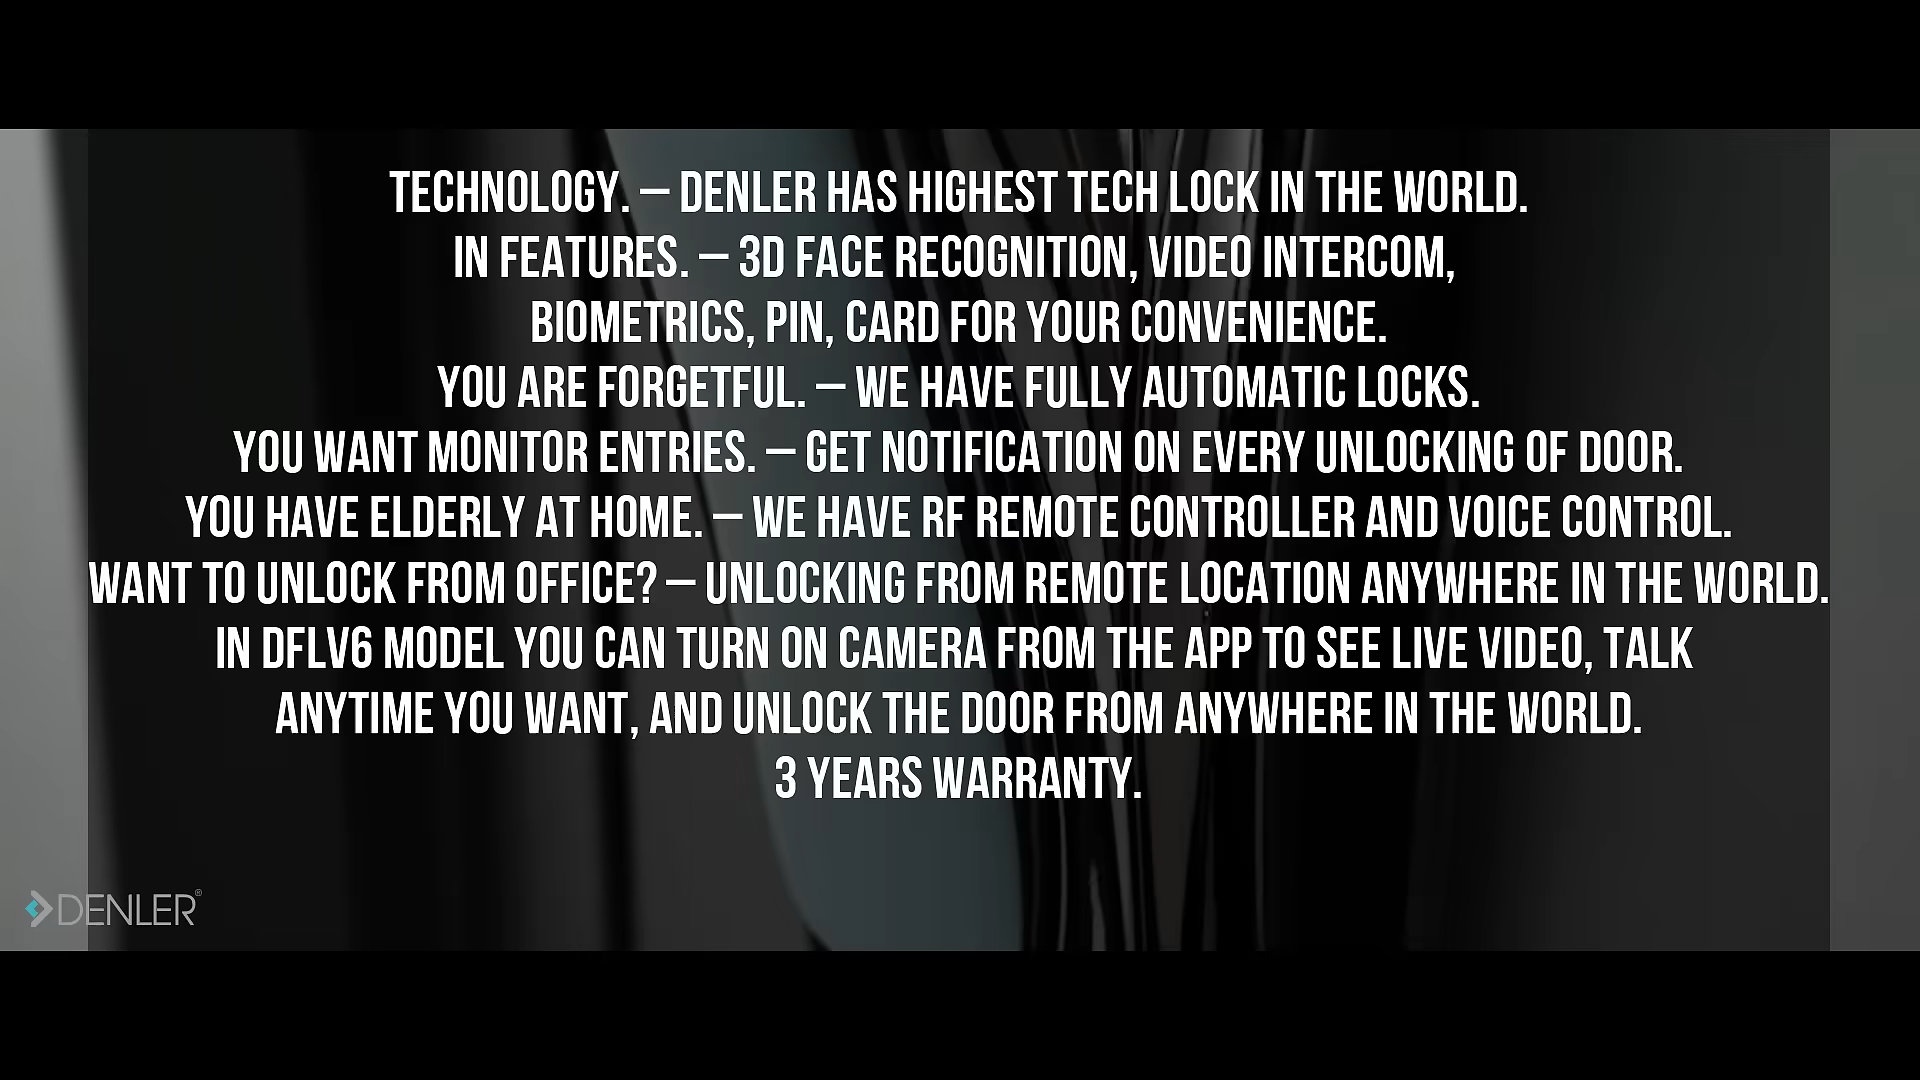 TECHNOLOGY. – DENLER HAS HIGHEST TECH LOCK IN THE WORLD.
IN FEATURES. – 3D FACE RECOGNITION, VIDEO INTERCOM,
BIOMETRICS, PIN, CARD FOR YOUR CONVENIENCE.
YOU ARE FORGETFUL. – WE HAVE FULLY AUTOMATIC LOCKS.
YOU WANT MONITOR ENTRIES. – GET NOTIFICATION ON EVERY UNLOCKING OF DOOR.
YOU HAVE ELDERLY AT HOME. – WE HAVE RF REMOTE CONTROLLER AND VOICE CONTROL.
WANT TO UNLOCK FROM OFFICE? – UNLOCKING FROM REMOTE LOCATION ANYWHERE IN THE WORLD.
IN DFLV6 MODEL YOU CAN TURN ON CAMERA FROM THE APP TO SEE LIVE VIDEO, TALK
ANYTIME YOU WANT, AND UNLOCK THE DOOR FROM ANYWHERE IN THE WORLD.
3 YEARS WARRANTY.
DENLER®